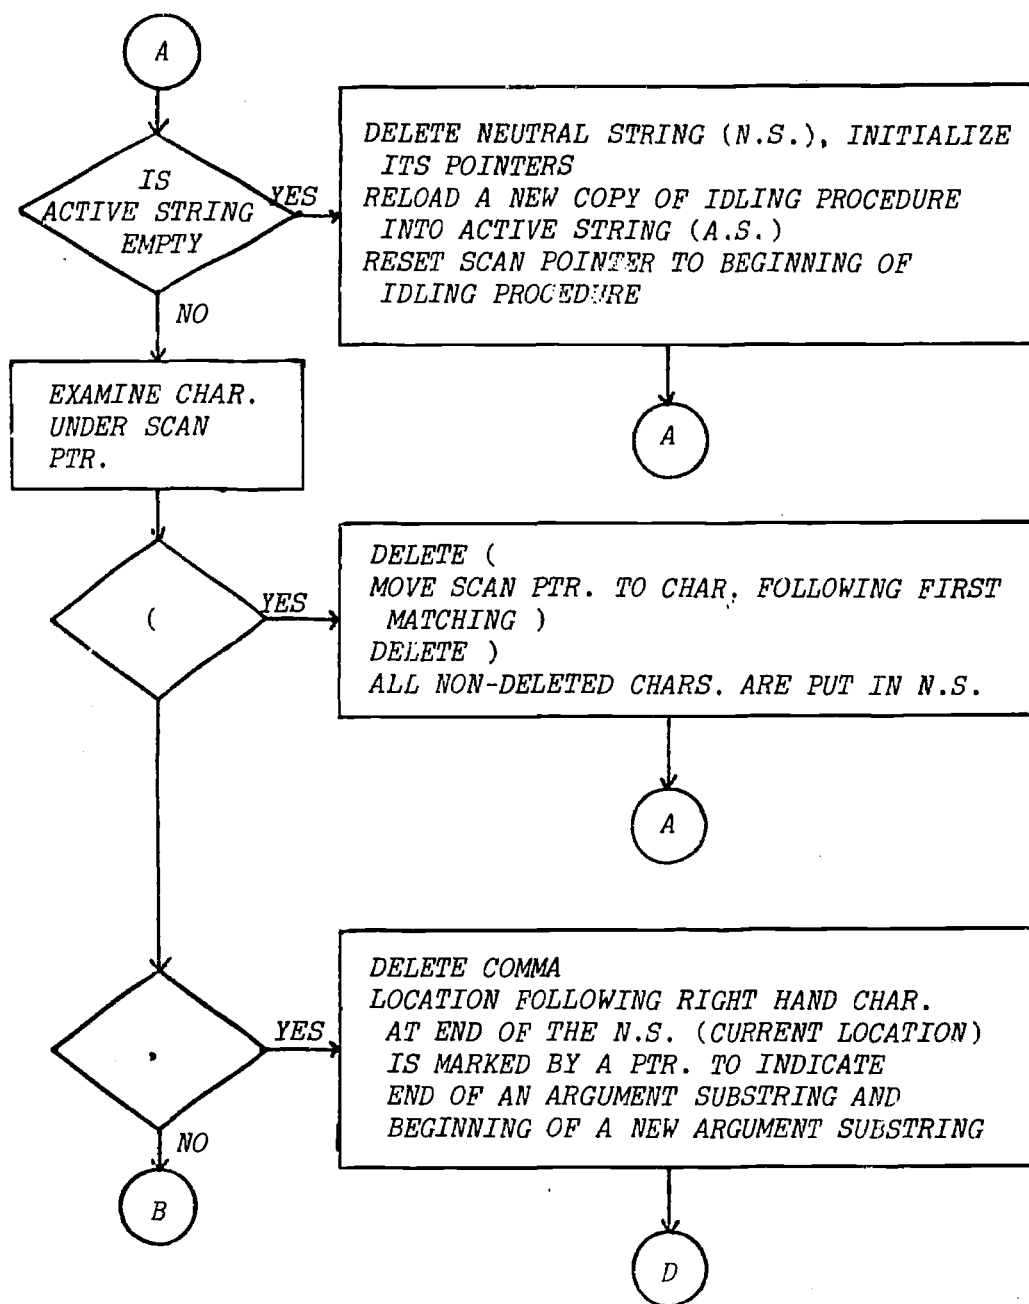 A
IS
ACTIVE STRING
EMPTY
YES
DELETE NEUTRAL STRING (N.S.), INITIALIZE
ITS POINTERS
RELOAD A NEW COPY OF IDLING PROCEDURE
INTO ACTIVE STRING (A.S.)
RESET SCAN POINTER TO BEGINNING OF
IDLING PROCEDURE
NO
A
EXAMINE CHAR.
UNDER SCAN
PTR.
(
YES
DELETE (
MOVE SCAN PTR. TO CHAR. FOLLOWING FIRST
MATCHING )
DELETE )
ALL NON-DELETED CHARS. ARE PUT IN N.S.
A
,
YES
DELETE COMMA
LOCATION FOLLOWING RIGHT HAND CHAR.
AT END OF THE N.S. (CURRENT LOCATION)
IS MARKED BY A PTR. TO INDICATE
END OF AN ARGUMENT SUBSTRING AND
BEGINNING OF A NEW ARGUMENT SUBSTRING
NO
B
D